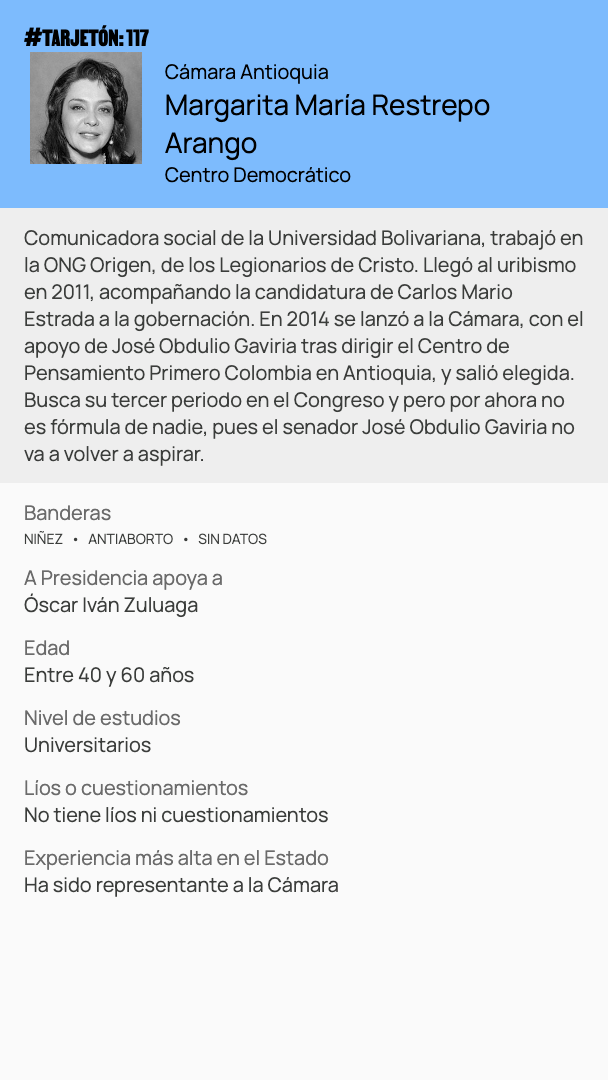 #TARJETÓN: 117
Cámara Antioquia
Margarita María Restrepo
Arango
Centro Democrático
Comunicadora social de la Universidad Bolivariana, trabajó en
la ONG Origen, de los Legionarios de Cristo. Llegó al uribismo
en 2011, acompañando la candidatura de Carlos Mario
Estrada a la gobernación. En 2014 se lanzó a la Cámara, con el
apoyo de José Obdulio Gaviria tras dirigir el Centro de
Pensamiento Primero Colombia en Antioquia, y salió elegida.
Busca su tercer periodo en el Congreso y pero por ahora no
es fórmula de nadie, pues el senador José Obdulio Gaviria no
va a volver a aspirar.
Banderas
NIÑEZ • ANTIABORTO • SIN DATOS
A Presidencia apoya a
Óscar Iván Zuluaga
Edad
Entre 40 y 60 años
Nivel de estudios
Universitarios
Líos o cuestionamientos
No tiene líos ni cuestionamientos
Experiencia más alta en el Estado
Ha sido representante a la Cámara